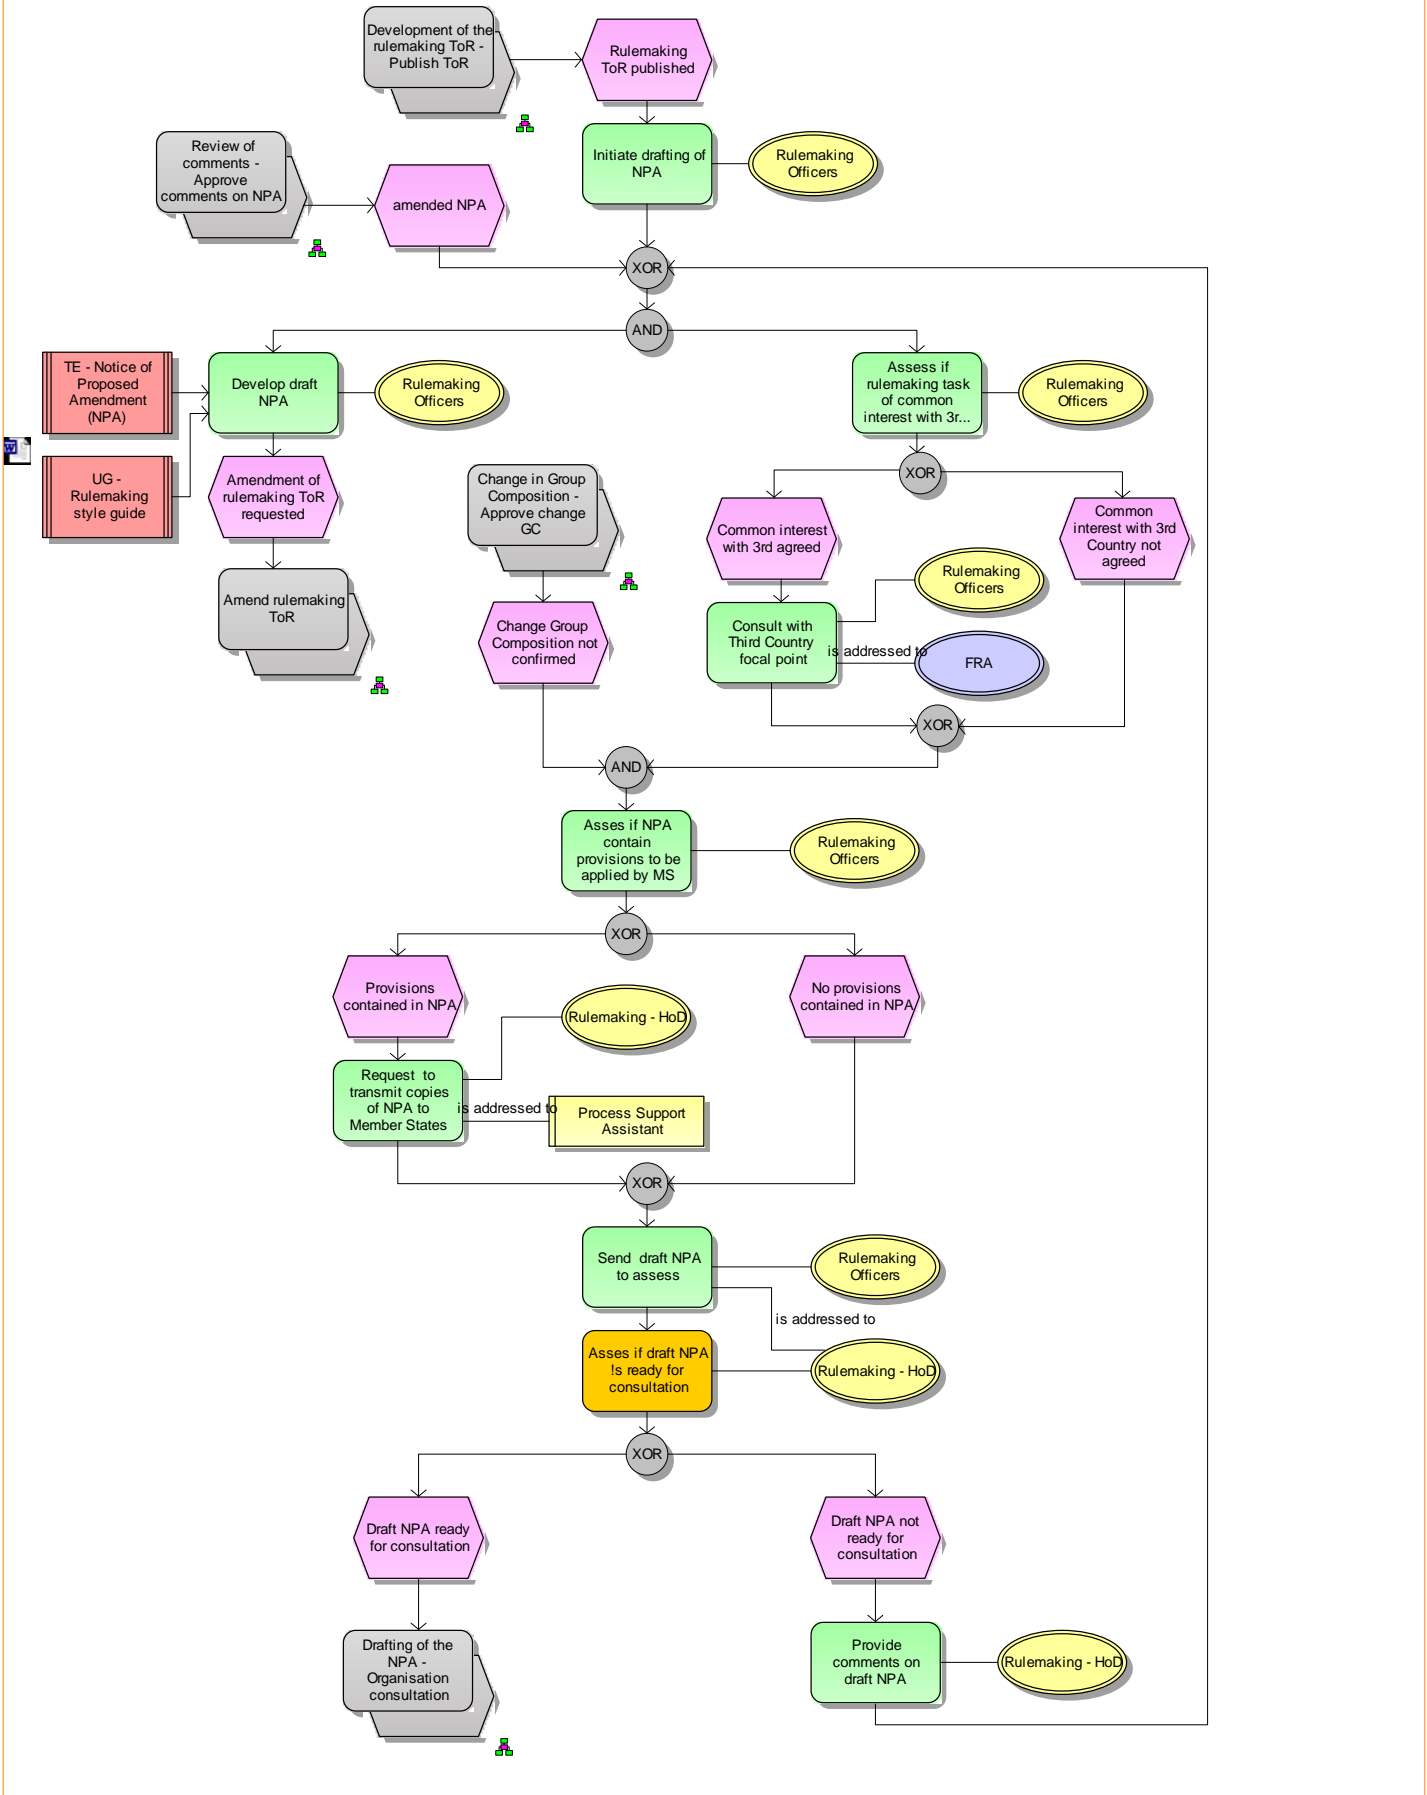 Development of the
rulemaking ToR -
Publish ToR
Rulemaking
ToR published
Review of
comments -
Approve
comments on NPA
amended NPA
Initiate drafting of
NPA
Rulemaking
Officers
XOR
AND
TE - Notice of
Proposed
Amendment
(NPA)
Develop draft
NPA
Rulemaking
Officers
Assess if
rulemaking task
of common
interest with 3r...
Rulemaking
Officers
W
UG -
Rulemaking
style guide
Amendment of
rulemaking ToR
requested
Change in Group
Composition -
Approve change
GC
XOR
Common interest
with 3rd agreed
Common
interest with 3rd
Country not
agreed
Amend rulemaking
ToR
Change Group
Composition not
confirmed
Consult with
Third Country
focal point
Rulemaking
Officers
is addressed to
FRA
XOR
AND
Asses if NPA
contain
provisions to be
applied by MS
Rulemaking
Officers
XOR
Provisions
contained in NPA
No provisions
contained in NPA
Rulemaking - HoD
Request  to
transmit copies
of NPA to
Member States
is addressed to
Process Support
Assistant
XOR
Send  draft NPA
to assess
Rulemaking
Officers
is addressed to
Asses if draft NPA
!s ready for
consultation
Rulemaking - HoD
XOR
Draft NPA ready
for consultation
Draft NPA not
ready for
consultation
Drafting of the
NPA -
Organisation
consultation
Provide
comments on
draft NPA
Rulemaking - HoD